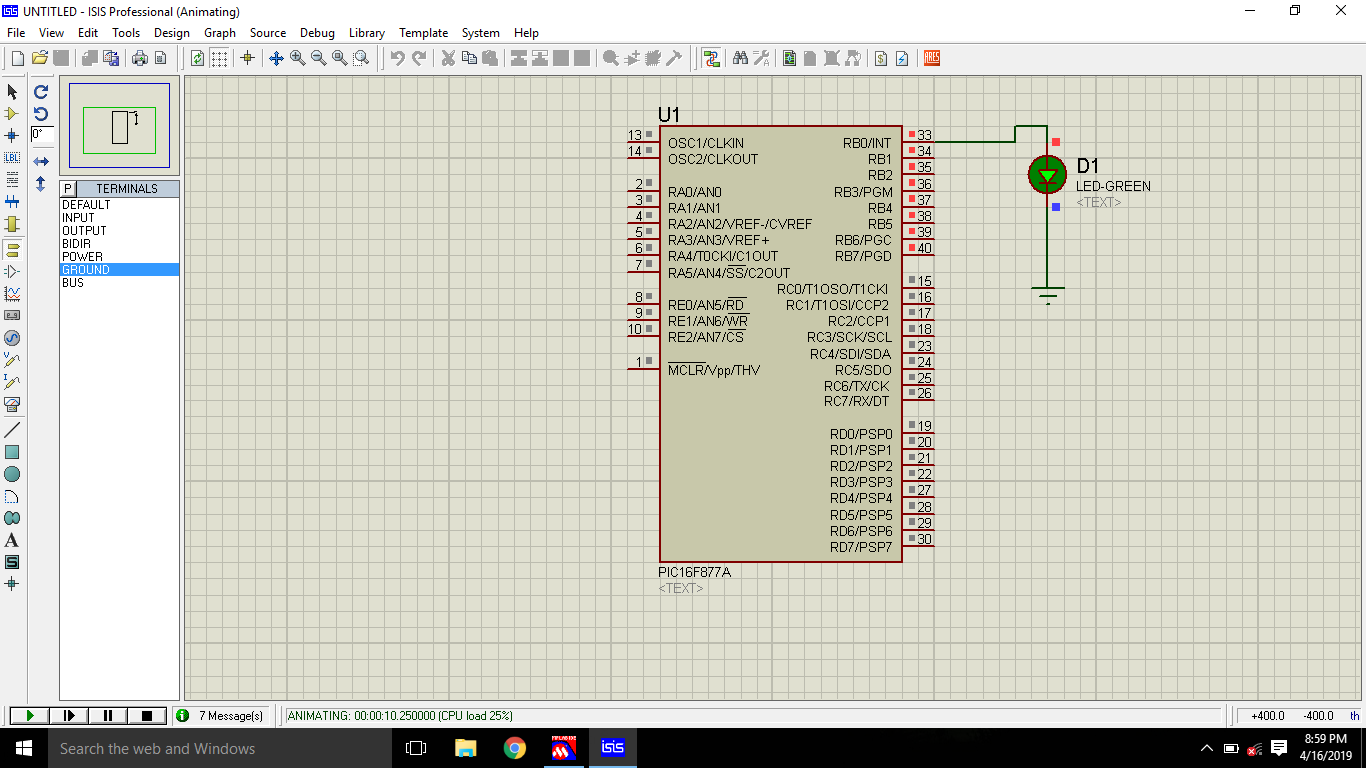 UNTITLED - ISIS Professional (Animating)
File View Edit Tools Design Graph Source Debug Library Template System Help
ARES
LBL
0°
P TERMINALS
DEFAULT
INPUT
OUTPUT
BIDIR
POWER
GROUND
BUS
A
S
U1
13 OSC1/CLKIN
14 OSC2/CLKOUT
2 RA0/AN0
3 RA1/AN1
4 RA2/AN2/VREF-/CVREF
5 RA3/AN3/VREF+
6 RA4/T0CKI/C1OUT
7 RA5/AN4/SS/C2OUT
8 RE0/AN5/RD
9 RE1/AN6/WR
10 RE2/AN7/CS
1 MCLR/Vpp/THV
RB0/INT 33
RB1 34
RB2 35
RB3/PGM 36
RB4 37
RB5 38
RB6/PGC 39
RB7/PGD 40
RC0/T1OSO/T1CKI 15
RC1/T1OSI/CCP2 16
RC2/CCP1 17
RC3/SCK/SCL 18
RC4/SDI/SDA 23
RC5/SDO 24
RC6/TX/CK 25
RC7/RX/DT 26
RD0/PSP0 19
RD1/PSP1 20
RD2/PSP2 21
RD3/PSP3 22
RD4/PSP4 27
RD5/PSP5 28
RD6/PSP6 29
RD7/PSP7 30
PIC16F877A
<TEXT>
D1
LED-GREEN
<TEXT>
7 Message(s)
ANIMATING: 00:00:10.250000 (CPU load 25%)
+400.0 -400.0 th
Search the web and Windows
MPLAB IDE
isis
8:59 PM
4/16/2019